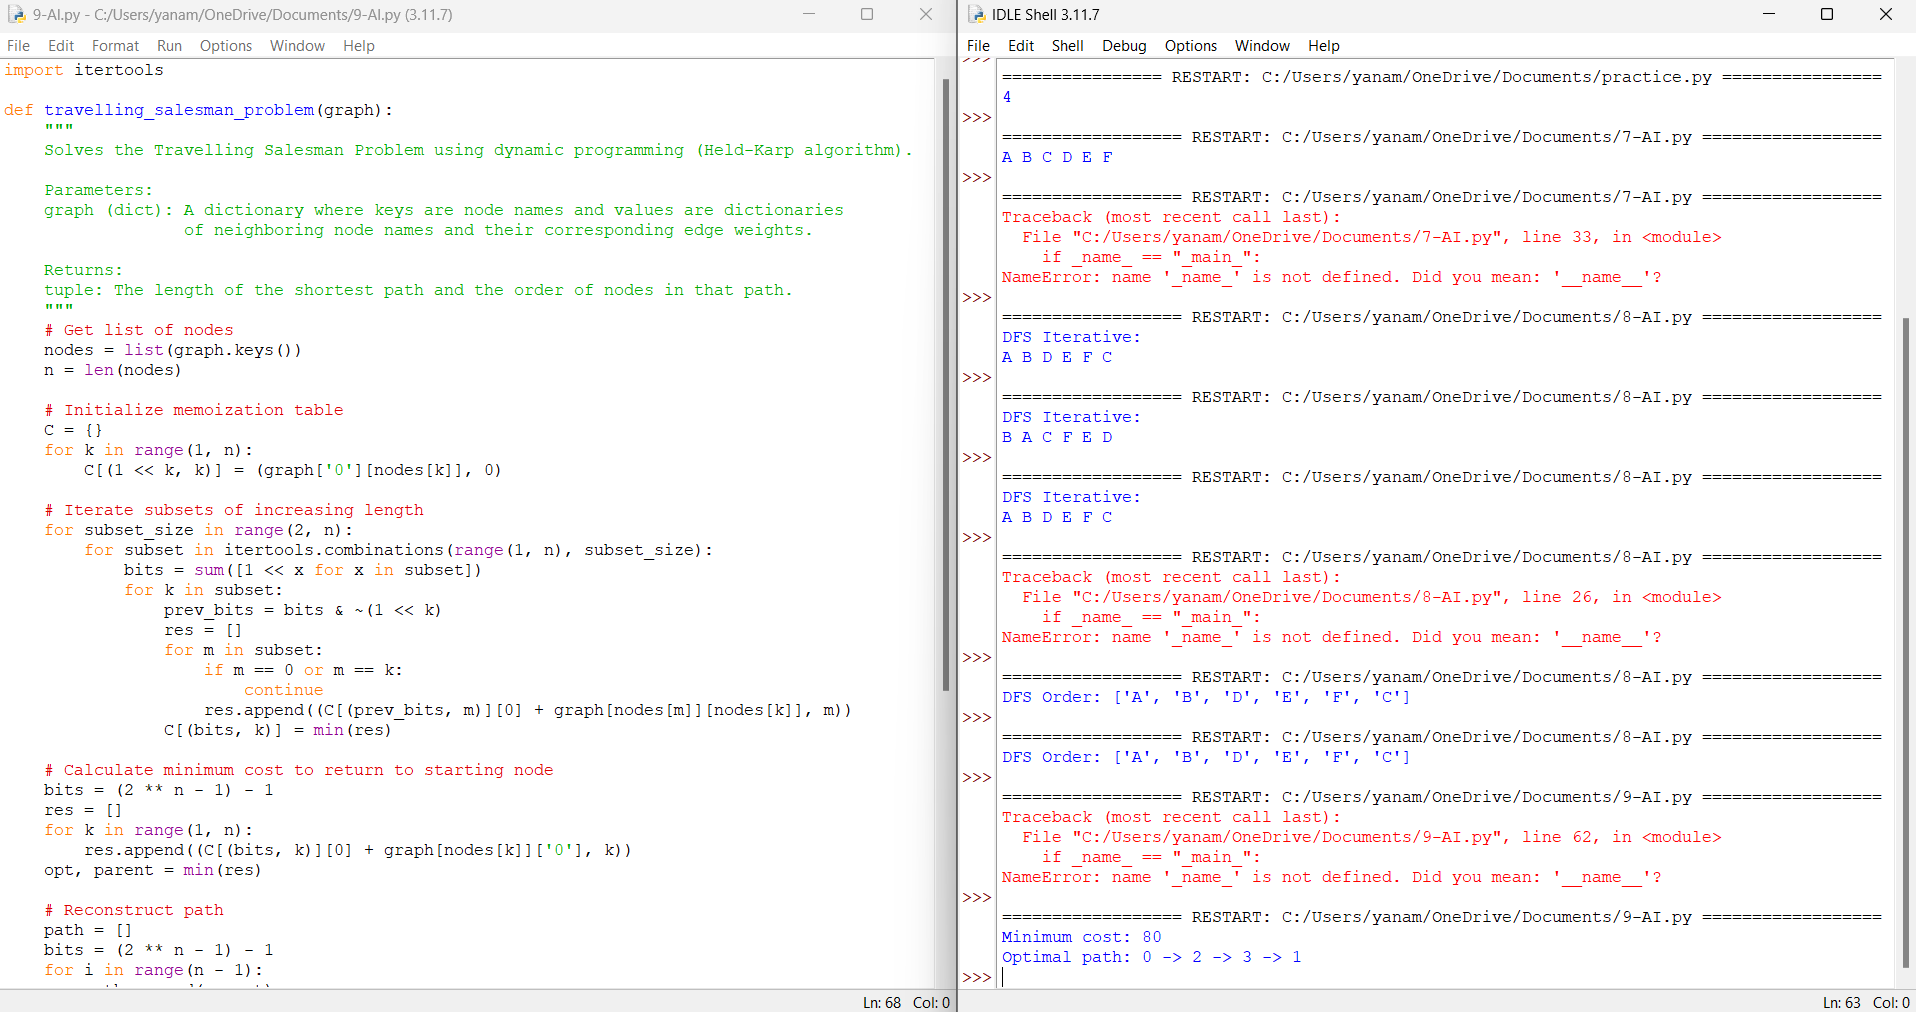 9-AI.py - C:/Users/yanam/OneDrive/Documents/9-AI.py (3.11.7)
File Edit Format Run Options Window Help
import itertools
def travelling_salesman_problem(graph):
    """
    Solves the Travelling Salesman Problem using dynamic programming (Held-Karp algorithm).
    Parameters:
    graph (dict): A dictionary where keys are node names and values are dictionaries
                  of neighboring node names and their corresponding edge weights.
    Returns:
    tuple: The length of the shortest path and the order of nodes in that path.
    """
    # Get list of nodes
    nodes = list(graph.keys())
    n = len(nodes)
    # Initialize memoization table
    C = {}
    for k in range(1, n):
        C[(1 << k, k)] = (graph['0'][nodes[k]], 0)
    # Iterate subsets of increasing length
    for subset_size in range(2, n):
        for subset in itertools.combinations(range(1, n), subset_size):
            bits = sum([1 << x for x in subset])
            for k in subset:
                prev_bits = bits & ~(1 << k)
                res = []
                for m in subset:
                    if m == 0 or m == k:
                        continue
                    res.append((C[(prev_bits, m)][0] + graph[nodes[m]][nodes[k]], m))
                C[(bits, k)] = min(res)
    # Calculate minimum cost to return to starting node
    bits = (2 ** n - 1) - 1
    res = []
    for k in range(1, n):
        res.append((C[(bits, k)][0] + graph[nodes[k]]['0'], k))
    opt, parent = min(res)
    # Reconstruct path
    path = []
    bits = (2 ** n - 1) - 1
    for i in range(n - 1):
Ln: 68 Col: 0
IDLE Shell 3.11.7
File Edit Shell Debug Options Window Help
>>>
================ RESTART: C:/Users/yanam/OneDrive/Documents/practice.py ================
4
>>>
================== RESTART: C:/Users/yanam/OneDrive/Documents/7-AI.py ==================
A B C D E F
>>>
================== RESTART: C:/Users/yanam/OneDrive/Documents/7-AI.py ==================
Traceback (most recent call last):
  File "C:/Users/yanam/OneDrive/Documents/7-AI.py", line 33, in <module>
    if _name_ == "_main_":
NameError: name '_name_' is not defined. Did you mean: '__name__'?
>>>
================== RESTART: C:/Users/yanam/OneDrive/Documents/8-AI.py ==================
DFS Iterative:
A B D E F C
>>>
================== RESTART: C:/Users/yanam/OneDrive/Documents/8-AI.py ==================
DFS Iterative:
B A C F E D
>>>
================== RESTART: C:/Users/yanam/OneDrive/Documents/8-AI.py ==================
DFS Iterative:
A B D E F C
>>>
================== RESTART: C:/Users/yanam/OneDrive/Documents/8-AI.py ==================
Traceback (most recent call last):
  File "C:/Users/yanam/OneDrive/Documents/8-AI.py", line 26, in <module>
    if _name_ == "_main_":
NameError: name '_name_' is not defined. Did you mean: '__name__'?
>>>
================== RESTART: C:/Users/yanam/OneDrive/Documents/8-AI.py ==================
DFS Order: ['A', 'B', 'D', 'E', 'F', 'C']
>>>
================== RESTART: C:/Users/yanam/OneDrive/Documents/8-AI.py ==================
DFS Order: ['A', 'B', 'D', 'E', 'F', 'C']
>>>
================== RESTART: C:/Users/yanam/OneDrive/Documents/9-AI.py ==================
Traceback (most recent call last):
  File "C:/Users/yanam/OneDrive/Documents/9-AI.py", line 62, in <module>
    if _name_ == "_main_":
NameError: name '_name_' is not defined. Did you mean: '__name__'?
>>>
================== RESTART: C:/Users/yanam/OneDrive/Documents/9-AI.py ==================
Minimum cost: 80
Optimal path: 0 -> 2 -> 3 -> 1
>>>
Ln: 63 Col: 0